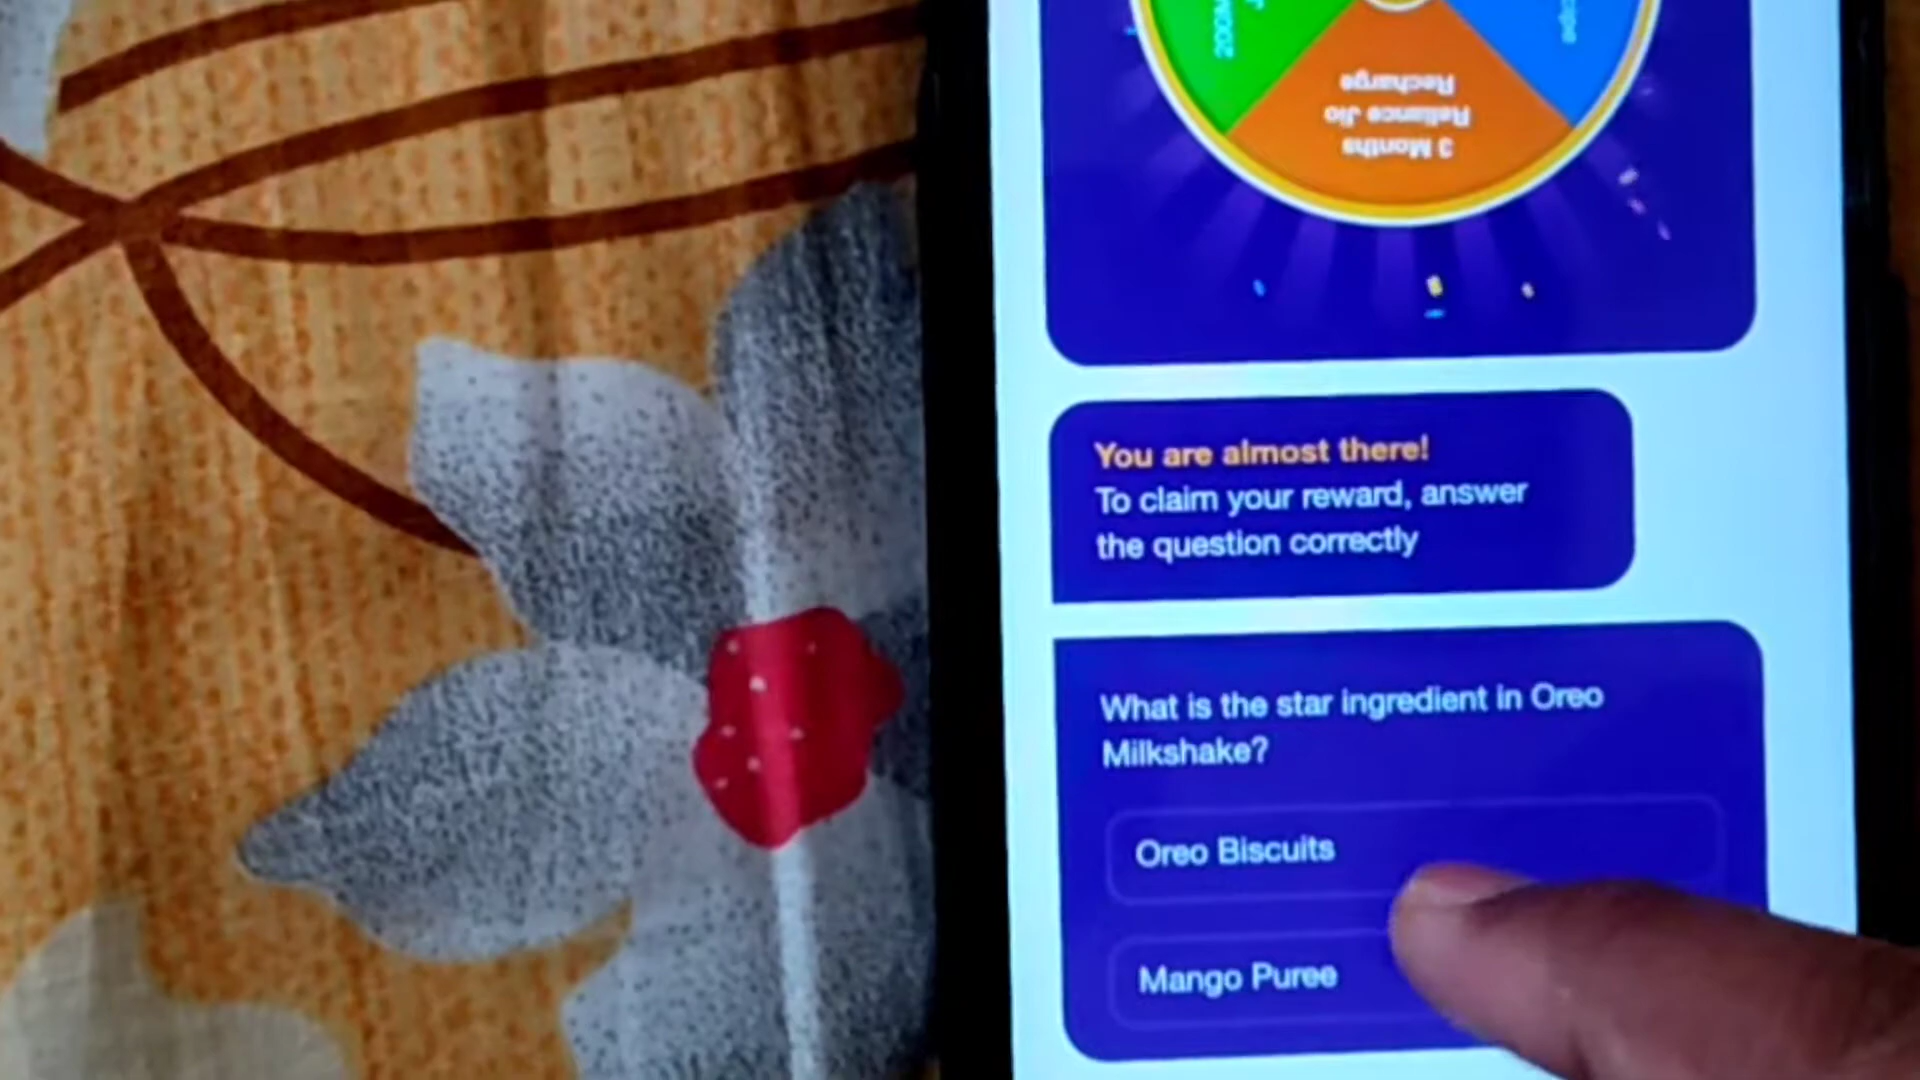 200
3 Months
Reliance Jio
Recharge
You are almost there!
To claim your reward, answer
the question correctly
What is the star ingredient in Oreo
Milkshake?
Oreo Biscuits
Mango Puree